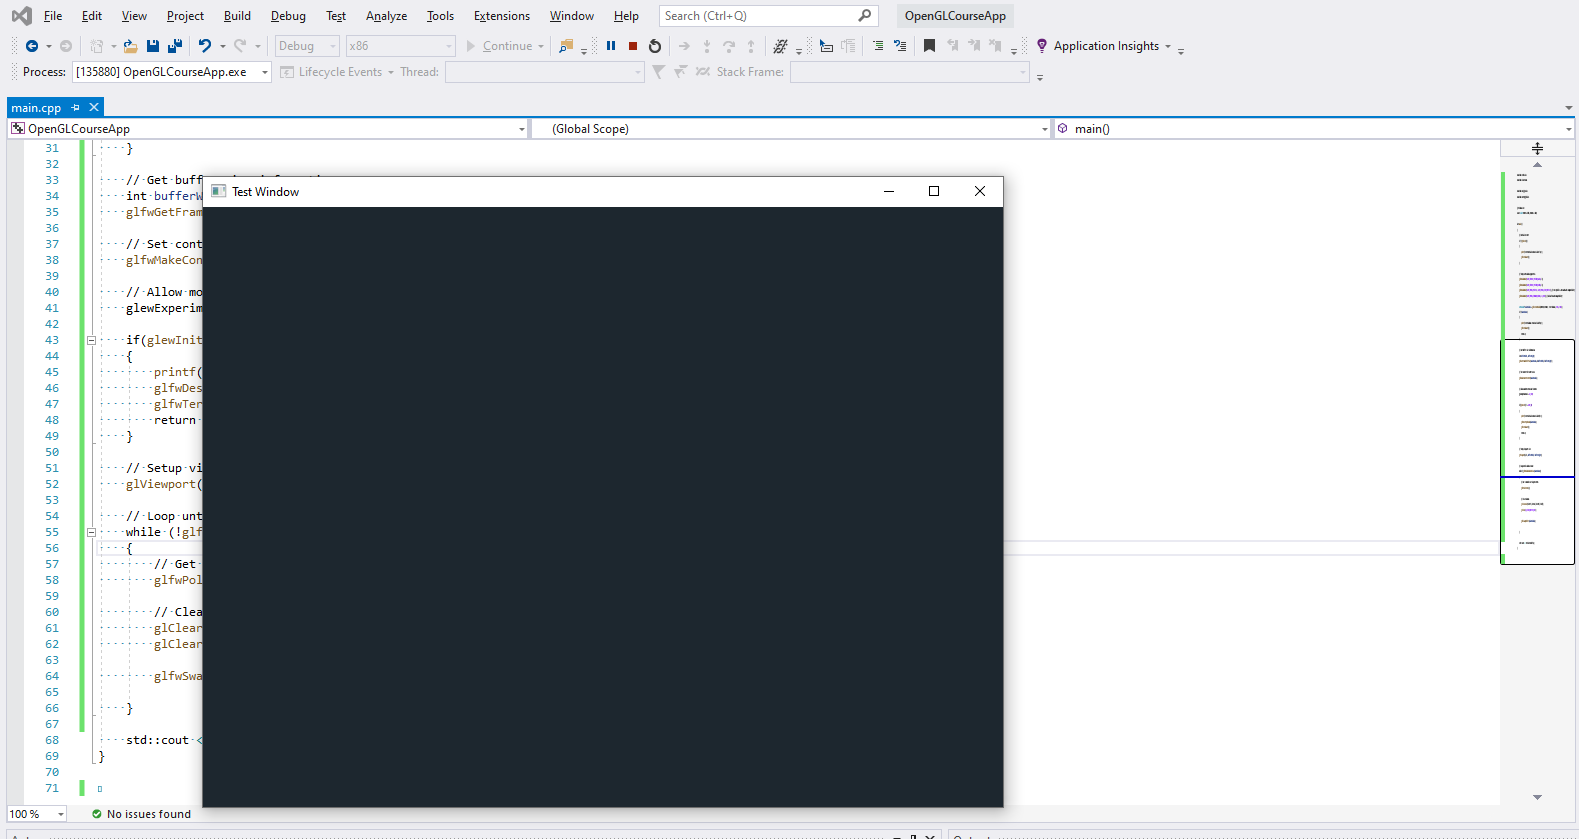 File Edit View Project Build Debug Test Analyze Tools Extensions Window Help Search (Ctrl+Q) OpenGLCourseApp
Debug x86 Continue Application Insights
Process: [135880] OpenGLCourseApp.exe Lifecycle Events Thread: Stack Frame:
main.cpp
OpenGLCourseApp (Global Scope) main()
31 }
32
33 // Get buff
Test Window
34 int bufferW
35 glfwGetFram
36
37 // Set cont
38 glfwMakeCon
39
40 // Allow mo
41 glewExperim
42
43 if(glewInit
44 {
45 printf(
46 glfwDes
47 glfwTer
48 return
49 }
50
51 // Setup vi
52 glViewport(
53
54 // Loop unt
55 while (!glf
56 {
57 // Get
58 glfwPol
59
60 // Clea
61 glClear
62 glClear
63
64 glfwSwa
65
66 }
67
68 std::cout <
69 }
70
71
100 % No issues found